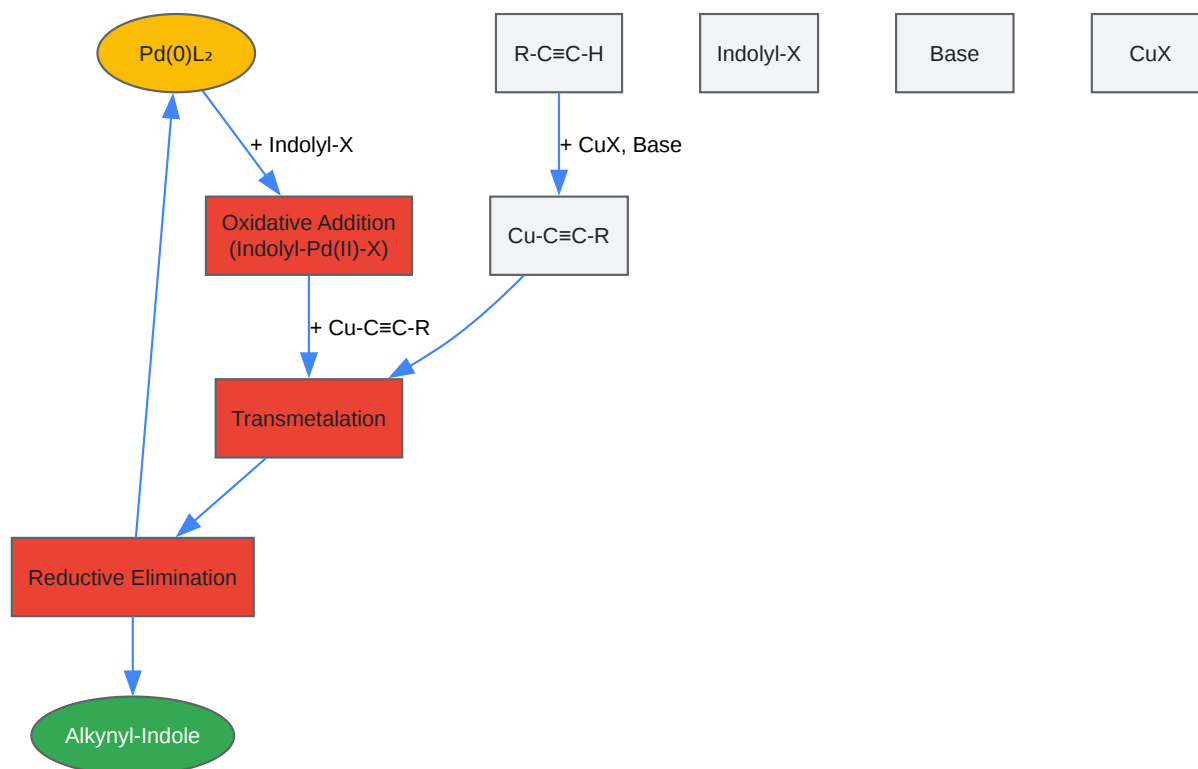 Pd(0)L₂
R-C≡C-H
Indolyl-X
Base
CuX
+ Indolyl-X
+ CuX, Base
Oxidative Addition
(Indolyl-Pd(II)-X)
Cu-C≡C-R
+ Cu-C≡C-R
Transmetalation
Reductive Elimination
Alkynyl-Indole